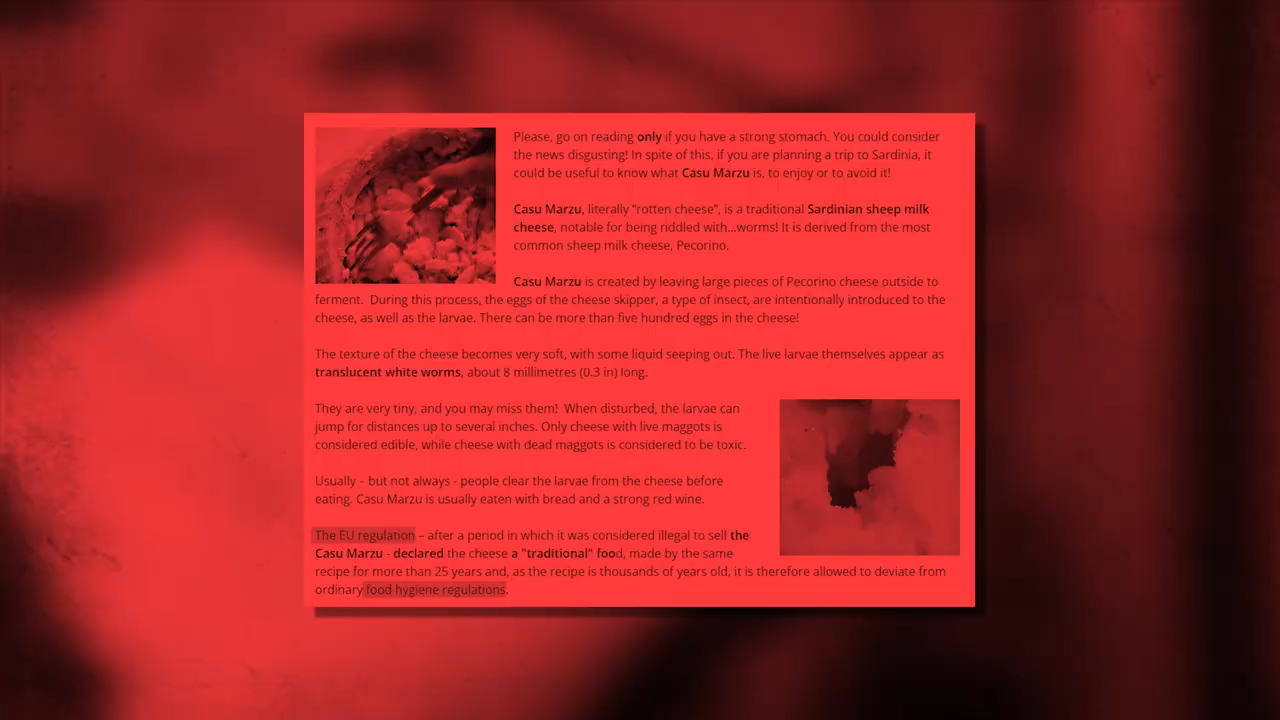 Please, go on reading only if you have a strong stomach. You could consider
the news disgusting! In spite of this, if you are planning a trip to Sardinia, it
could be useful to know what Casu Marzu is, to enjoy or to avoid it!
Casu Marzu, literally “rotten cheese”, is a traditional Sardinian sheep milk
cheese, notable for being riddled with...worms! It is derived from the most
common sheep milk cheese, Pecorino.
Casu Marzu is created by leaving large pieces of Pecorino cheese outside to
ferment.  During this process, the eggs of the cheese skipper, a type of insect, are intentionally introduced to the
cheese, as well as the larvae. There can be more than five hundred eggs in the cheese!
The texture of the cheese becomes very soft, with some liquid seeping out. The live larvae themselves appear as
translucent white worms, about 8 millimetres (0.3 in) long.
They are very tiny, and you may miss them!  When disturbed, the larvae can
jump for distances up to several inches. Only cheese with live maggots is
considered edible, while cheese with dead maggots is considered to be toxic.
Usually – but not always - people clear the larvae from the cheese before
eating. Casu Marzu is usually eaten with bread and a strong red wine.
The EU regulation – after a period in which it was considered illegal to sell the
Casu Marzu - declared the cheese a "traditional" food, made by the same
recipe for more than 25 years and, as the recipe is thousands of years old, it is therefore allowed to deviate from
ordinary food hygiene regulations.